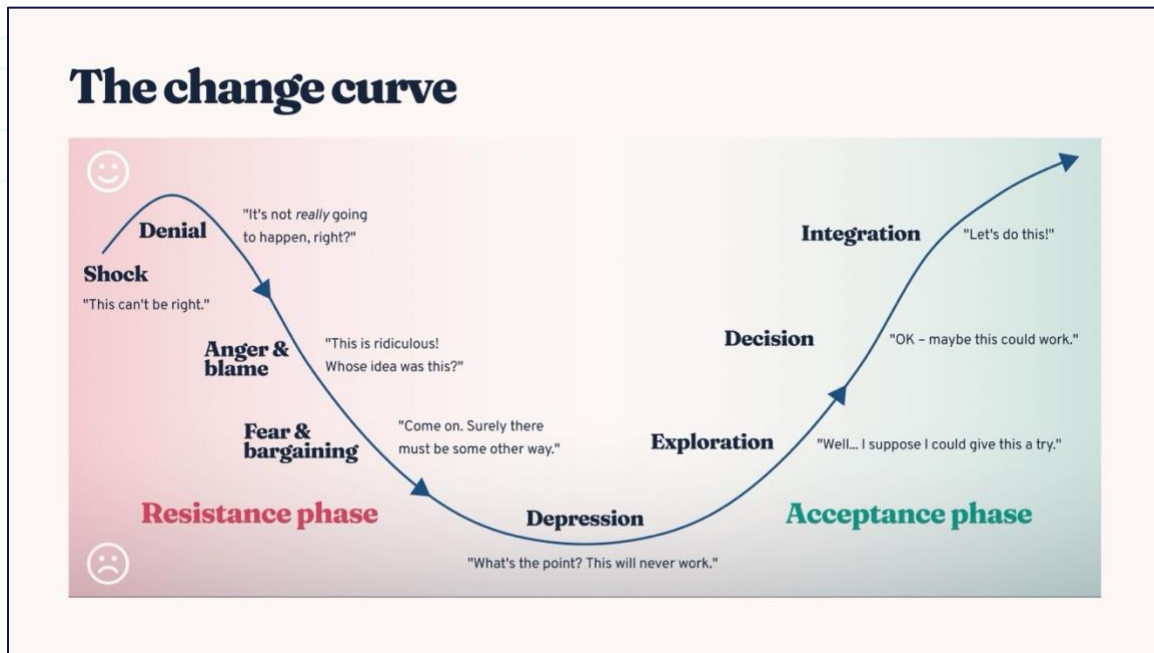 The change curve
Denial
"It's not really going
to happen, right?"
Shock
"This can't be right."
Anger &
blame
"This is ridiculous!
Whose idea was this?"
Fear &
bargaining
"Come on. Surely there
must be some other way."
Resistance phase
Depression
"What's the point? This will never work."
Integration
"Let's do this!"
Decision
"OK – maybe this could work."
Exploration
"Well... I suppose I could give this a try."
Acceptance phase